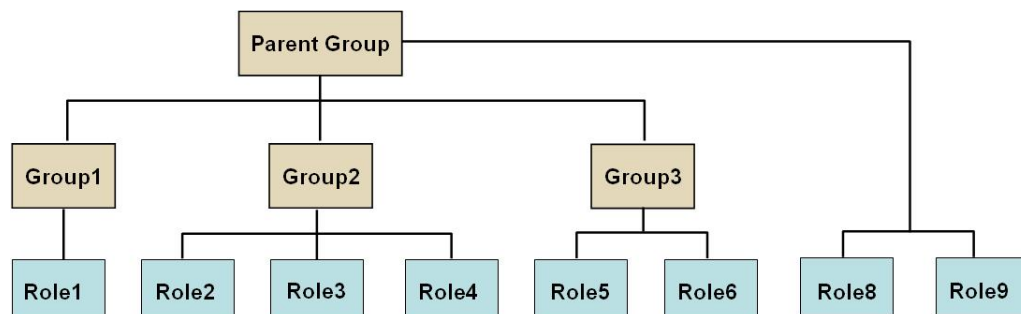 Parent Group
Group1
Group2
Group3
Role1
Role2
Role3
Role4
Role5
Role6
Role8
Role9